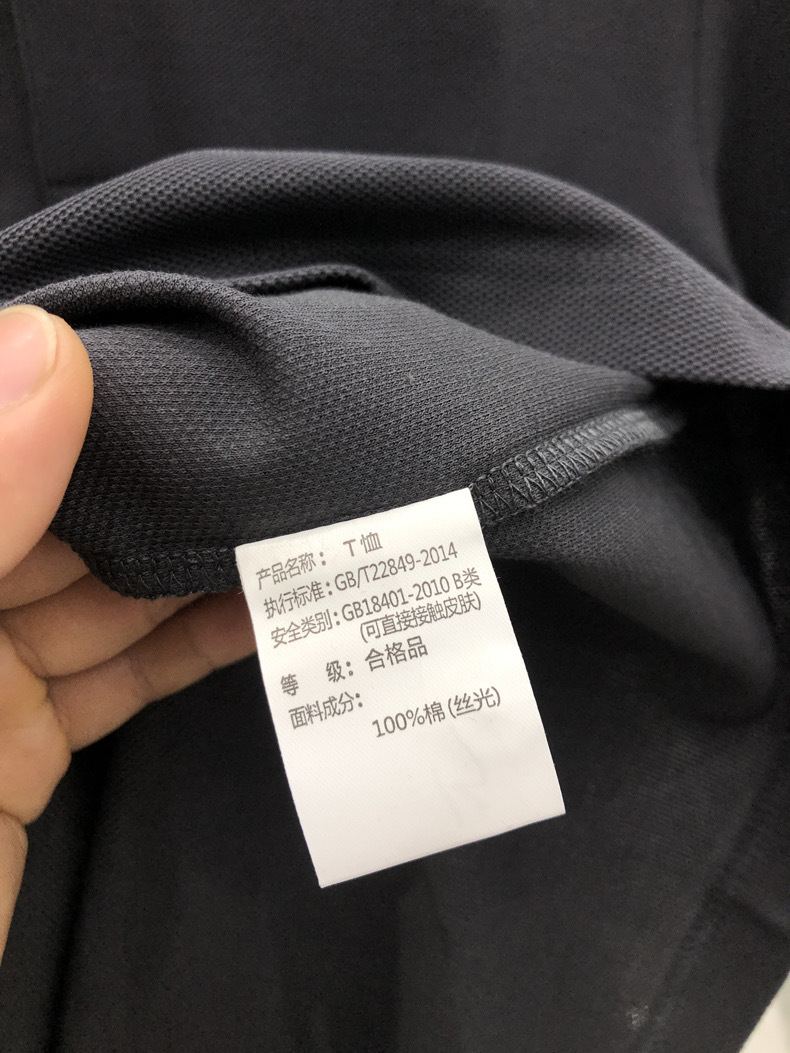 产品名称： T 恤
执行标准：GB/T22849-2014
安全类别：GB18401-2010 B类
(可直接接触皮肤)
等 级：合格品
面料成分：
100%棉(丝光)